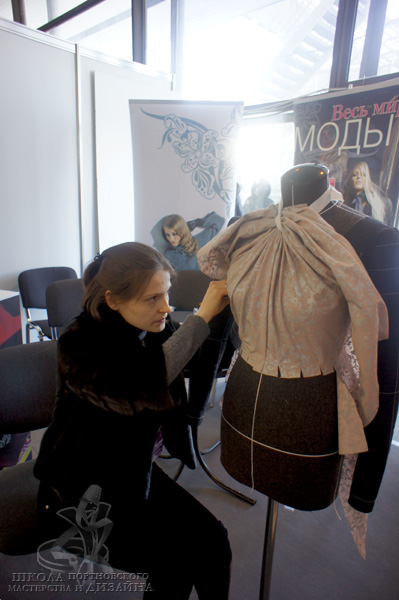 Весь мир
МОДЫ
ШКОЛА ПОРТНОВСКОГО
МАСТЕРСТВА И ДИЗАЙНА